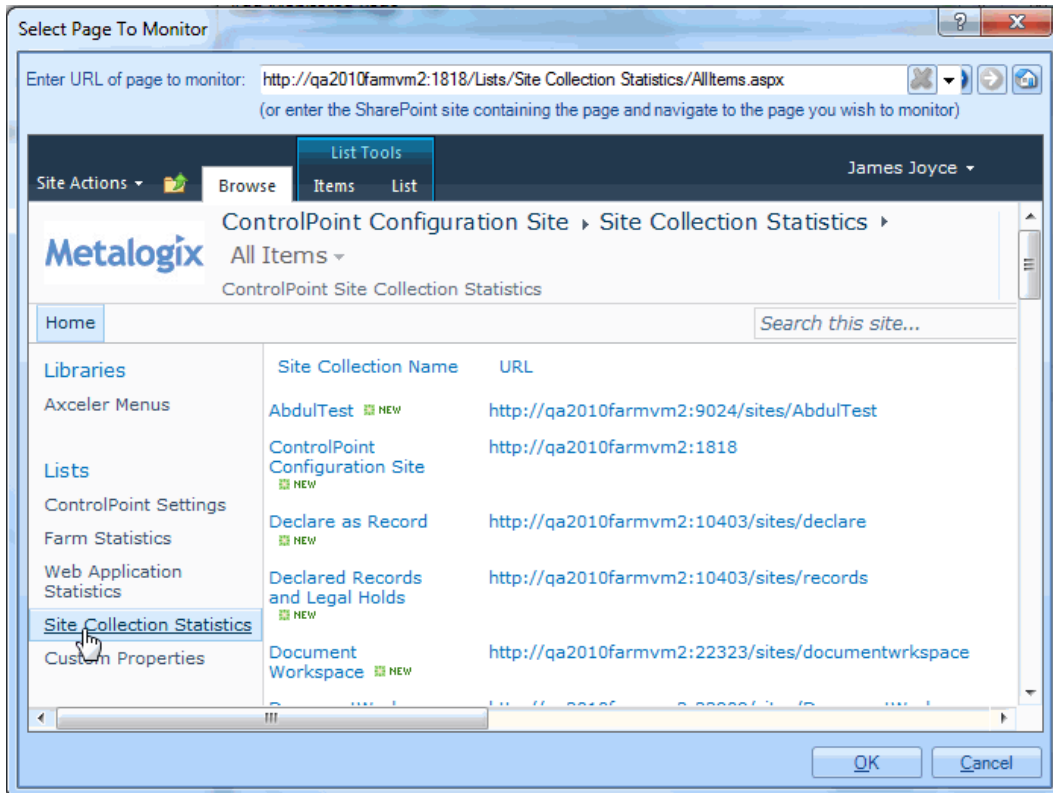 Select Page To Monitor
Enter URL of page to monitor: http://qa2010farmvm2:1818/Lists/Site Collection Statistics/AllItems.aspx
(or enter the SharePoint site containing the page and navigate to the page you wish to monitor)
List Tools
Site Actions Browse Items List James Joyce
Metalogix
ControlPoint Configuration Site Site Collection Statistics
All Items
ControlPoint Site Collection Statistics
Home Search this site...
Libraries
Axceler Menus
Lists
ControlPoint Settings
Farm Statistics
Web Application
Statistics
Site Collection Statistics
Custom Properties
Site Collection Name URL
AbdulTest NEW http://qa2010farmvm2:9024/sites/AbdulTest
ControlPoint http://qa2010farmvm2:1818
Configuration Site
NEW
Declare as Record http://qa2010farmvm2:10403/sites/declare
NEW
Declared Records http://qa2010farmvm2:10403/sites/records
and Legal Holds
NEW
Document http://qa2010farmvm2:22323/sites/documentwrkspace
Workspace NEW
OK Cancel